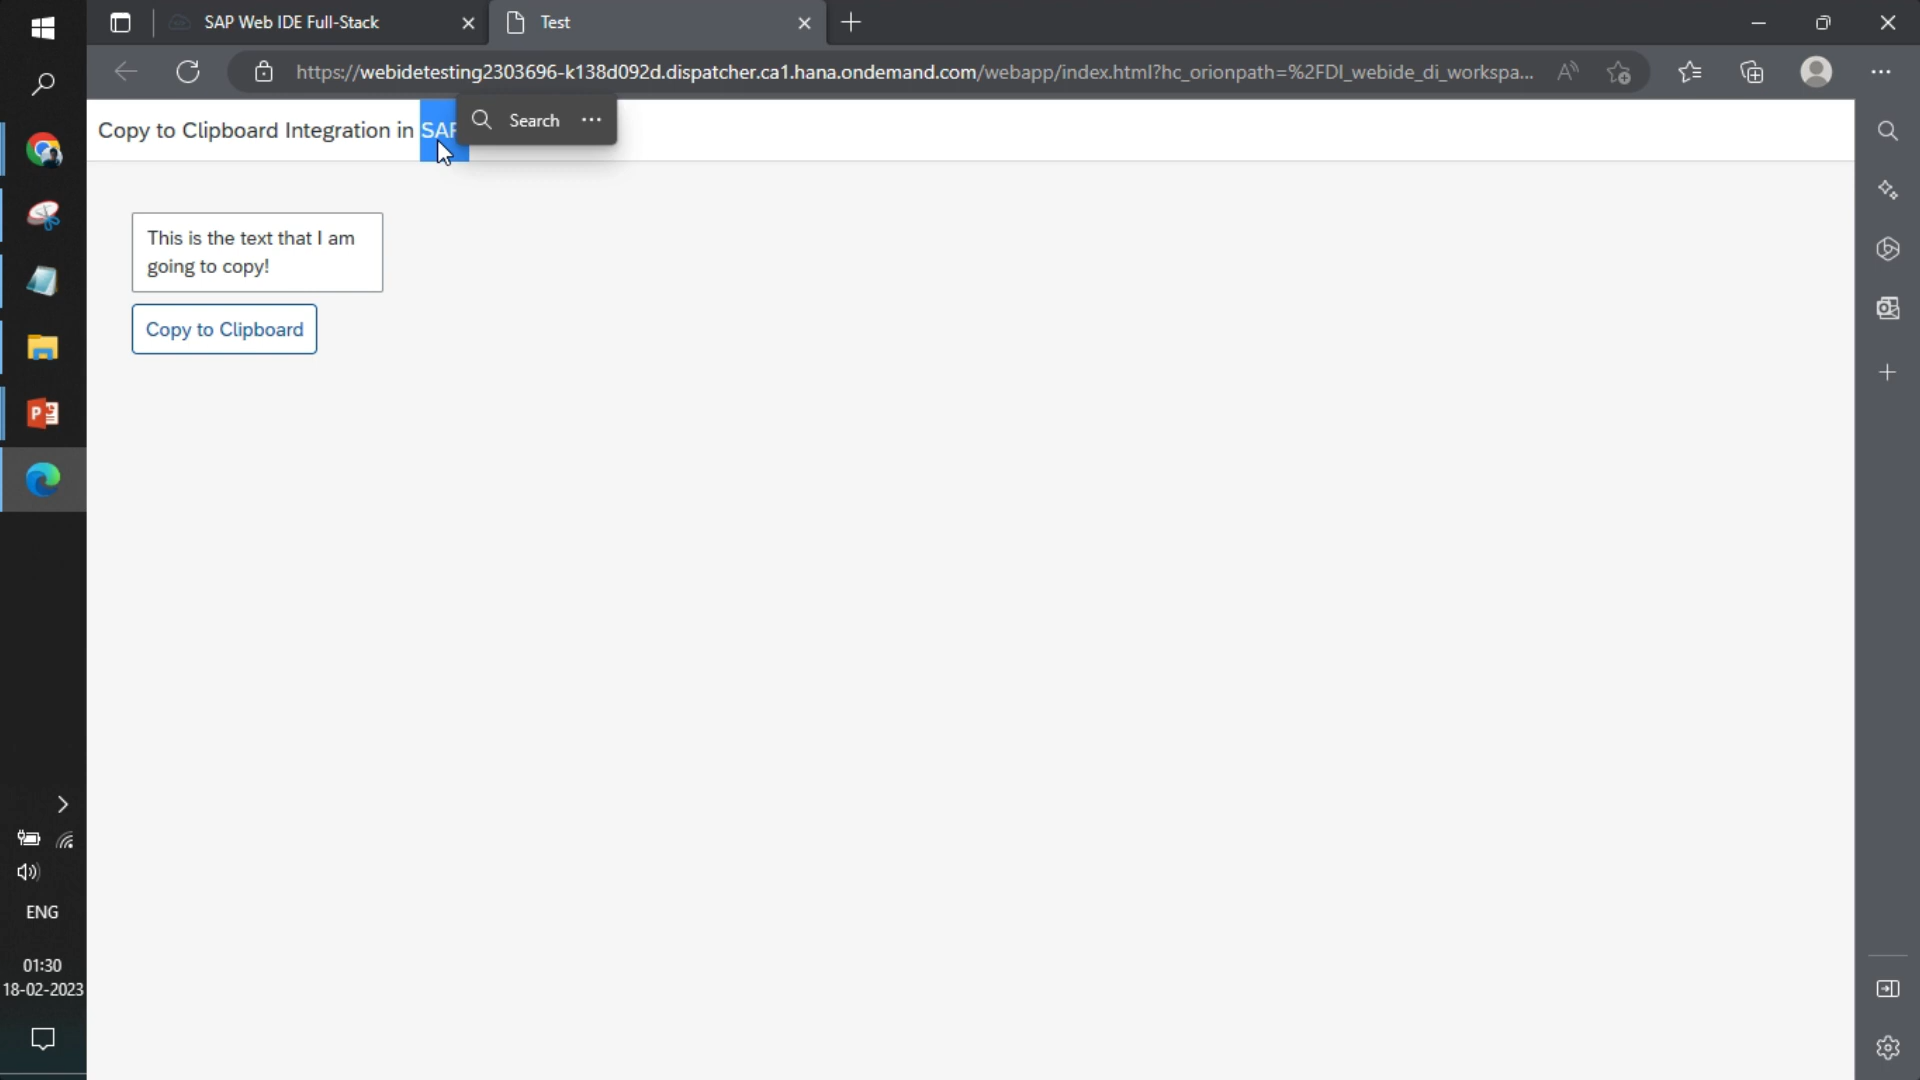 SAP Web IDE Full-Stack
Test
https://webidetesting2303696-k138d092d.dispatcher.ca1.hana.ondemand.com/webapp/index.html?hc_orionpath=%2FDI_webide_di_workspa...
Copy to Clipboard Integration in SAP
Search
This is the text that I am
going to copy!
Copy to Clipboard
ENG
01:30
18-02-2023